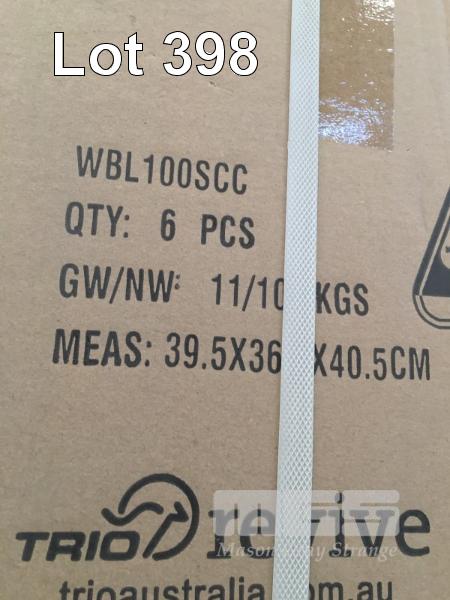 Lot 398
WBL100SCC
QTY: 6 PCS
GW/NW: 11/10 KGS
MEAS: 39.5X36 X40.5CM
TRIO revive
Mason Gray Strange
trioaustralia om.au